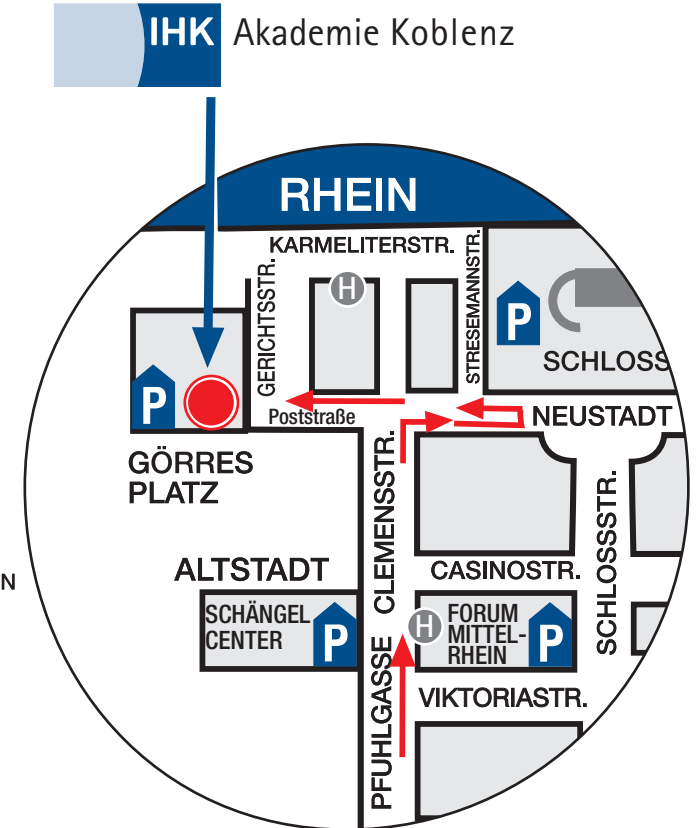 IHK Akademie Koblenz
RHEIN
KARMELITERSTR.
GERICHTSSTR.
H
STRESEMANNSTR.
P
SCHLOSS
P
Poststraße
NEUSTADT
GÖRRES
PLATZ
CLEMENSSTR.
SCHLOSSSTR.
ALTSTADT
CASINOSTR.
N
SCHÄNGEL
CENTER
P
H
FORUM
MITTEL-
RHEIN
P
PFUHLGASSE
VIKTORIASTR.